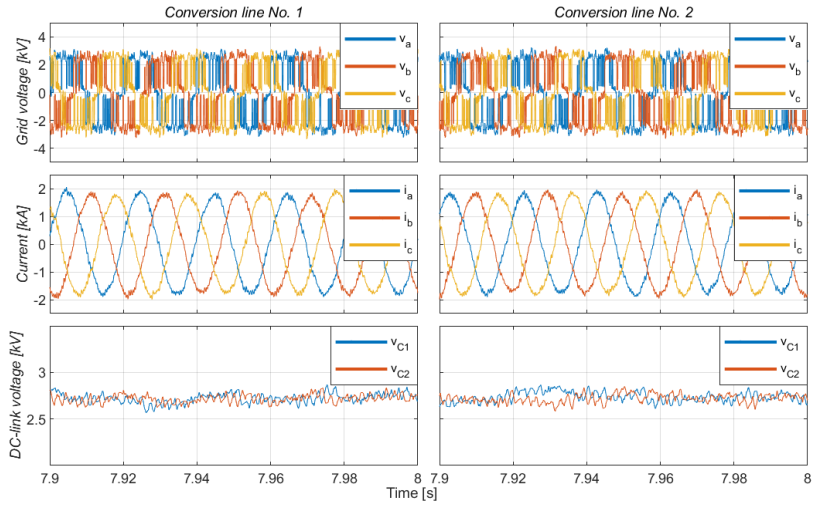 Conversion line No. 1
Conversion line No. 2
Grid voltage [kV]
4
2
0
-2
-4
va
vb
vc
va
vb
vc
Current [kA]
2
1
0
-1
-2
ia
ib
ic
ia
ib
ic
DC-link voltage [kV]
3
2.5
vC1
vC2
vC1
vC2
7.9
7.92
7.94
7.96
7.98
8
7.9
7.92
7.94
7.96
7.98
8
Time [s]